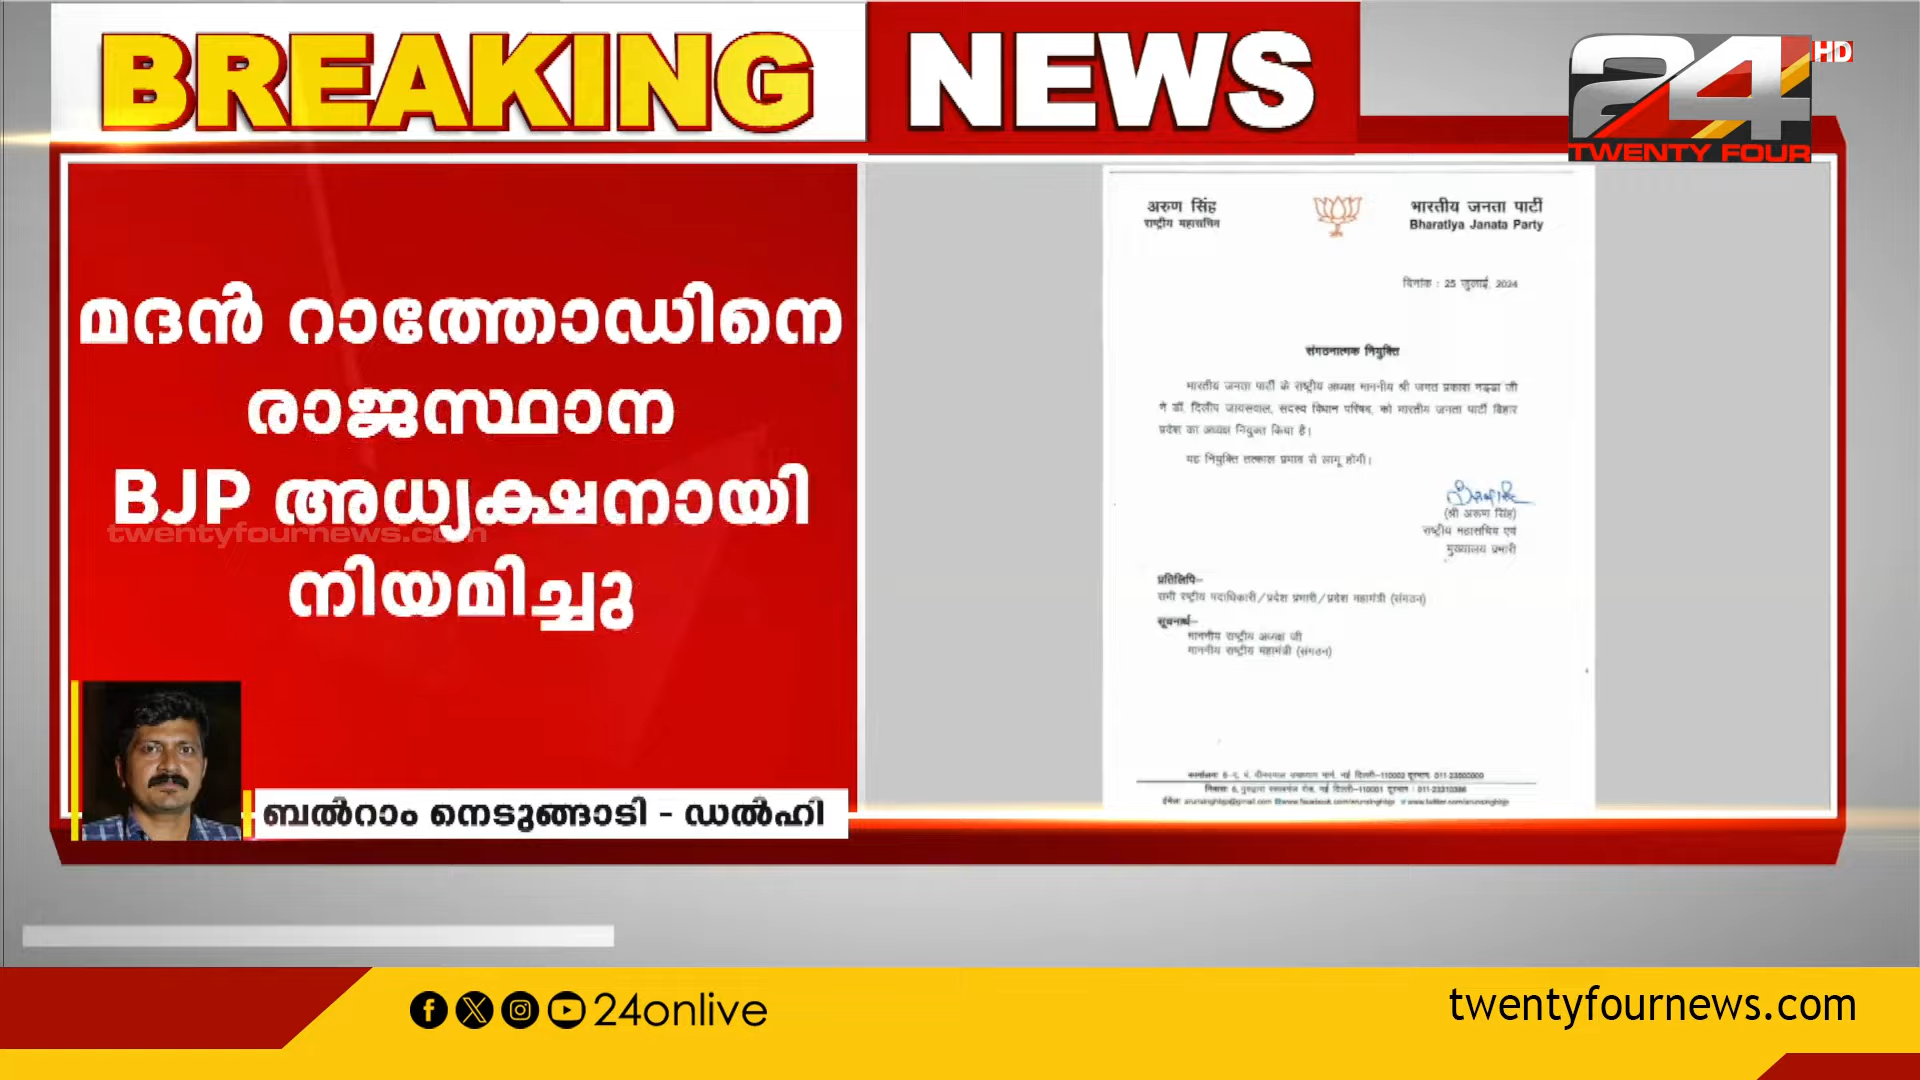 BREAKING NEWS
24 HD
TWENTY FOUR
മദൻ റാത്തോഡിനെ
രാജസ്ഥാന
BJP അധ്യക്ഷനായി
നിയമിച്ചു
twentyfournews.com
ബൽറാം നെടുങ്ങാടി - ഡൽഹി
अरुण सिंह
राष्ट्रीय महासचिव
भारतीय जनता पार्टी
Bharatiya Janata Party
दिनांक : 25 जुलाई, 2024
संगठनात्मक नियुक्ति
भारतीय जनता पार्टी के राष्ट्रीय अध्यक्ष माननीय श्री जगत प्रकाश नड्डा जी
ने डॉ. दिलीप जायसवाल, सदस्य विधान परिषद, को भारतीय जनता पार्टी बिहार
प्रदेश का अध्यक्ष नियुक्त किया है।
यह नियुक्ति तत्काल प्रभाव से लागू होगी।
(श्री अरूण सिंह)
राष्ट्रीय महासचिव एवं
मुख्यालय प्रभारी
प्रतिलिपि–
सभी राष्ट्रीय पदाधिकारी/प्रदेश प्रभारी/प्रदेश महामंत्री (संगठन)
सूचनार्थ–
माननीय राष्ट्रीय अध्यक्ष जी
माननीय राष्ट्रीय महामंत्री (संगठन)
24onlive
twentyfournews.com